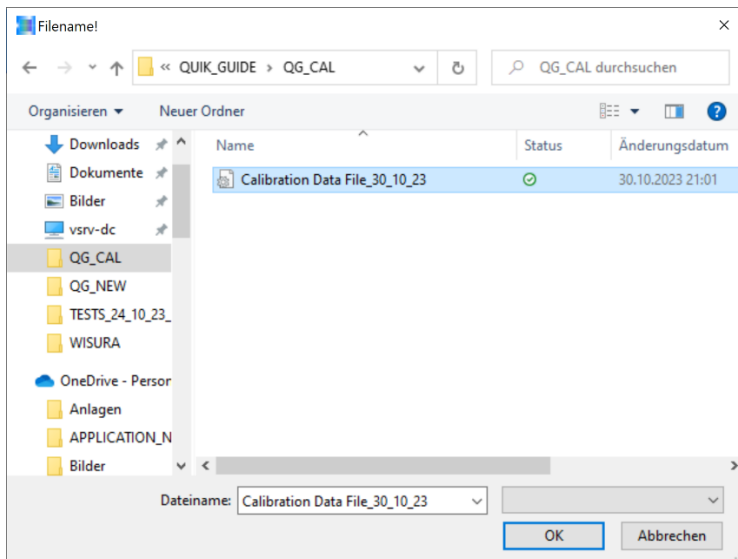 Filename!
« QUIK_GUIDE > QG_CAL
QG_CAL durchsuchen
Organisieren
Neuer Ordner
Name
Status
Änderungsdatum
Calibration Data File_30_10_23
30.10.2023 21:01
Downloads
Dokumente
Bilder
vsrv-dc
QG_CAL
QG_NEW
TESTS_24_10_23_
WISURA
OneDrive - Person
Anlagen
APPLICATION_N
Bilder
Dateiname: Calibration Data File_30_10_23
OK
Abbrechen